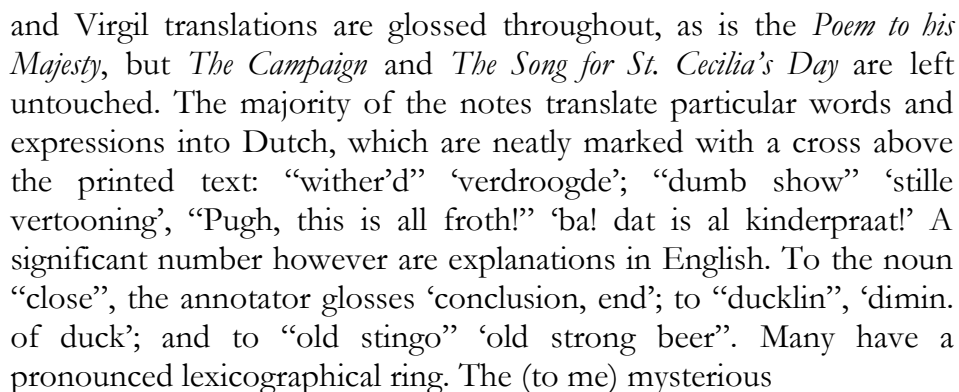 and Virgil translations are glossed throughout, as is the Poem to his
Majesty, but The Campaign and The Song for St. Cecilia’s Day are left
untouched. The majority of the notes translate particular words and
expressions into Dutch, which are neatly marked with a cross above
the printed text: “wither’d” ‘verdroogde’; “dumb show” ‘stille
vertooning’, “Pugh, this is all froth!” ‘ba! dat is al kinderpraat!’ A
significant number however are explanations in English. To the noun
“close”, the annotator glosses ‘conclusion, end’; to “ducklin”, ‘dimin.
of duck’; and to “old stingo” ‘old strong beer”. Many have a
pronounced lexicographical ring. The (to me) mysterious